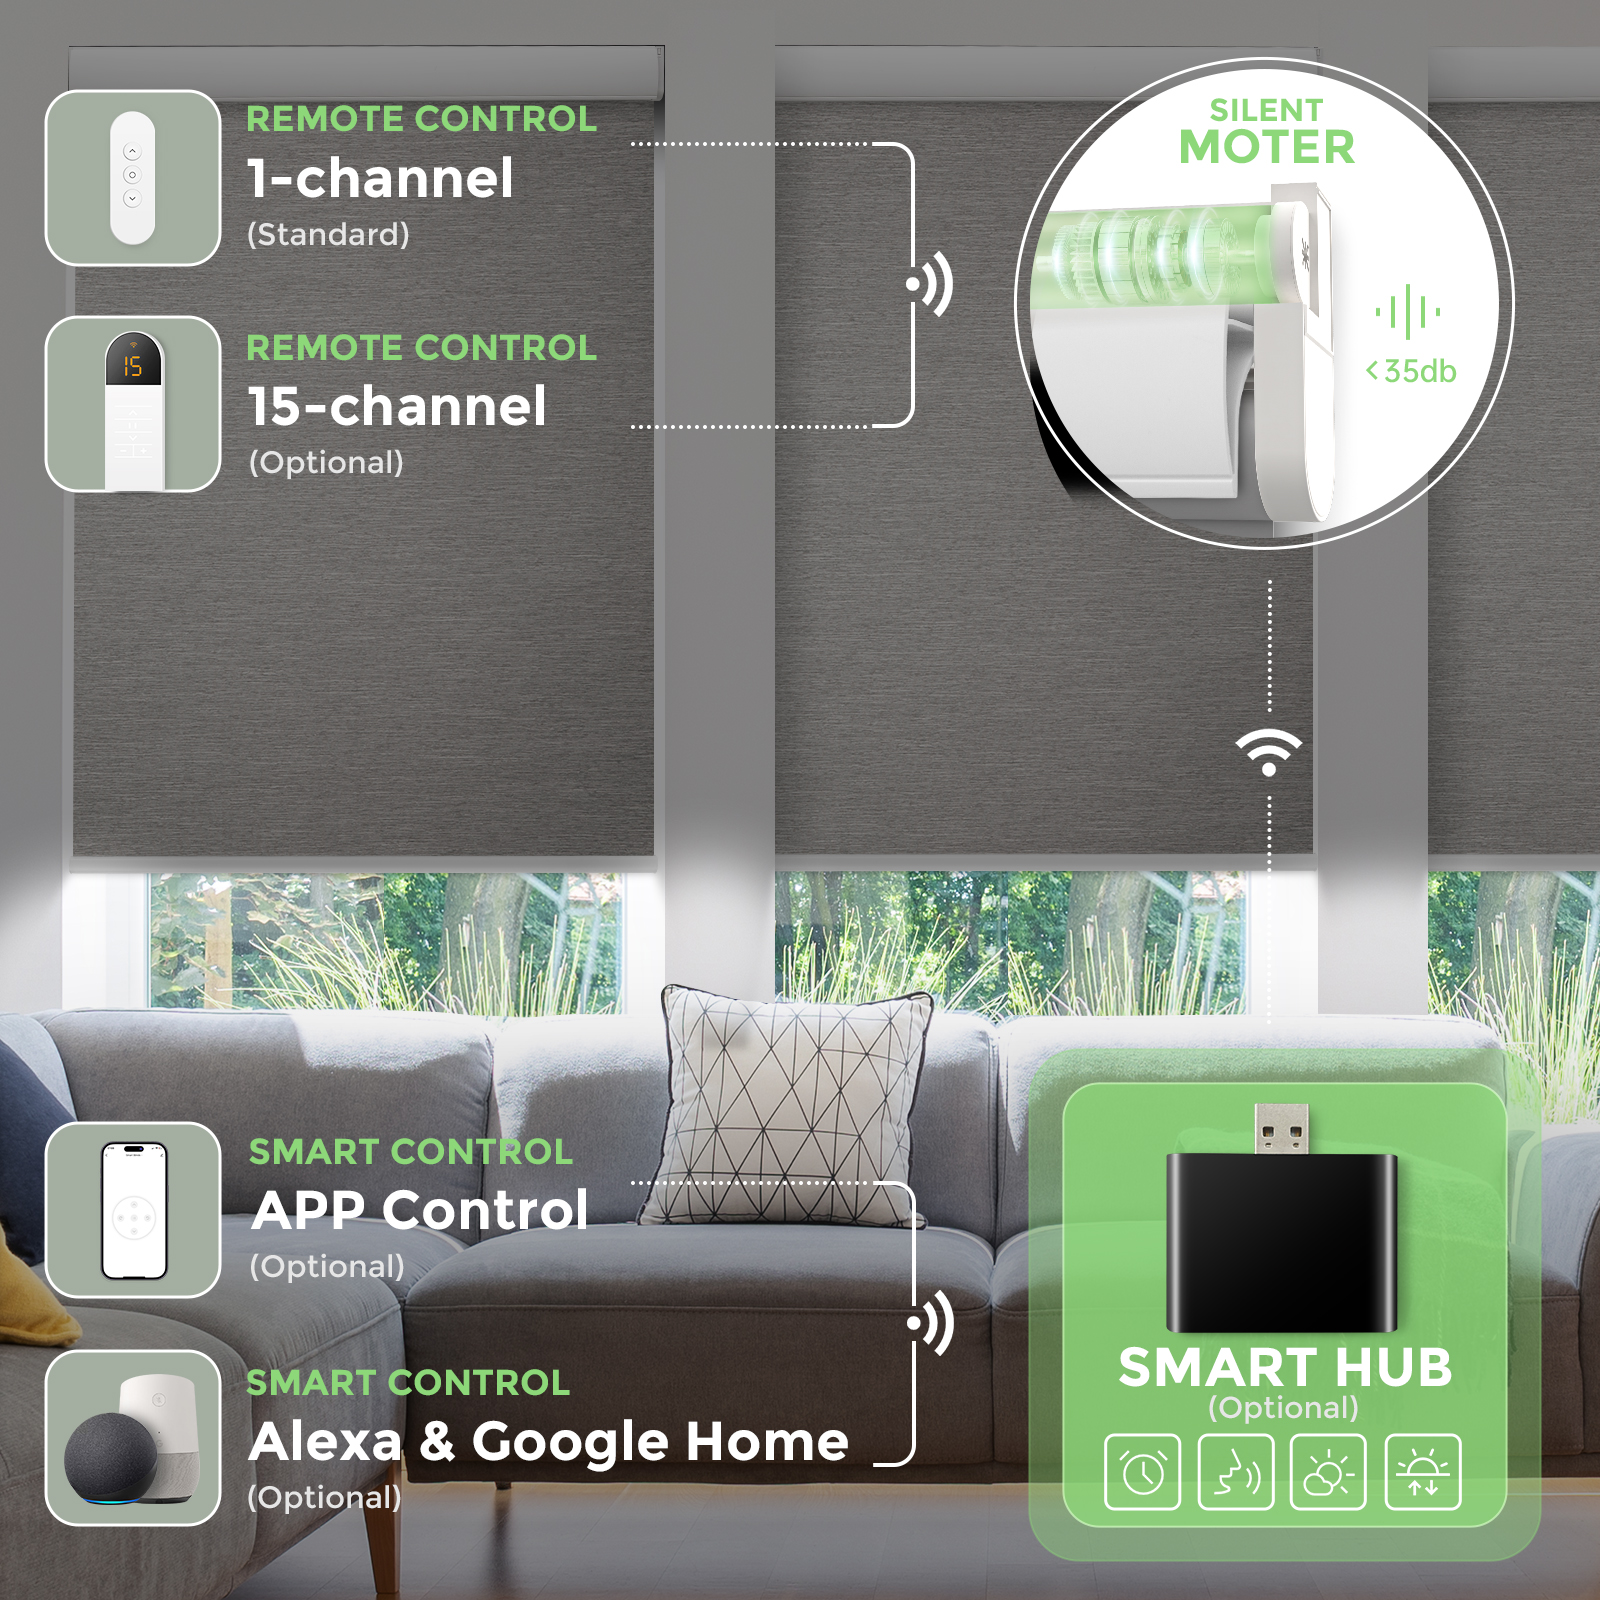 REMOTE CONTROL
1-channel
(Standard)
REMOTE CONTROL
15-channel
(Optional)
15
SILENT
MOTER
<35db
SMART CONTROL
APP Control
(Optional)
SMART CONTROL
Alexa & Google Home
(Optional)
SMART HUB
(Optional)